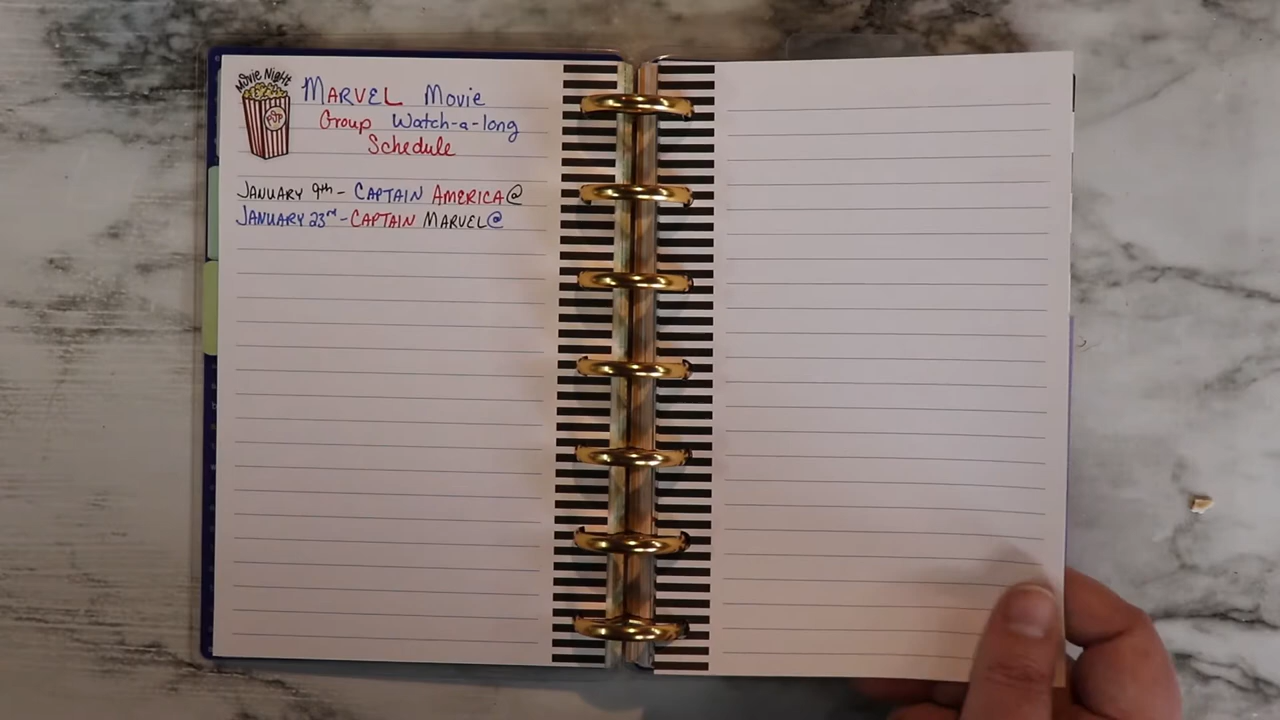 Movie Night
POP
MARVEL Movie
Group Watch-a-long
Schedule
JANUARY 9th - CAPTAIN AMERICA @
JANUARY 23rd - CAPTAIN MARVEL @